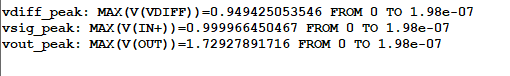 vdiff_peak: MAX(V(VDIFF))=0.949425053546 FROM 0 TO 1.98e-07
vsig_peak: MAX(V(IN+))=0.999966450467 FROM 0 TO 1.98e-07
vout_peak: MAX(V(OUT))=1.72927891716 FROM 0 TO 1.98e-07